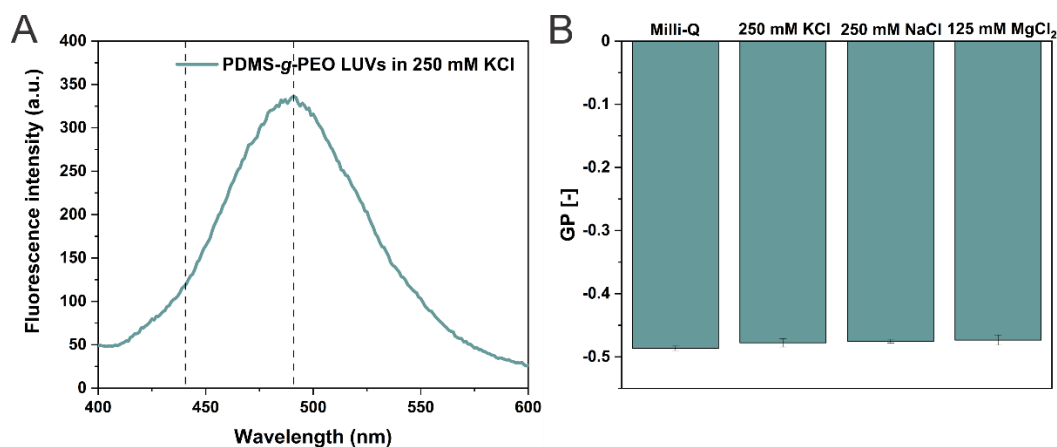 A
Fluorescence intensity (a.u.)
400
350
300
250
200
150
100
50
0
PDMS-g-PEO LUVs in 250 mM KCl
400
450
500
550
600
Wavelength (nm)
B
Milli-Q
250 mM KCl
250 mM NaCl
125 mM MgCl₂
GP [-]
0
-0.1
-0.2
-0.3
-0.4
-0.5